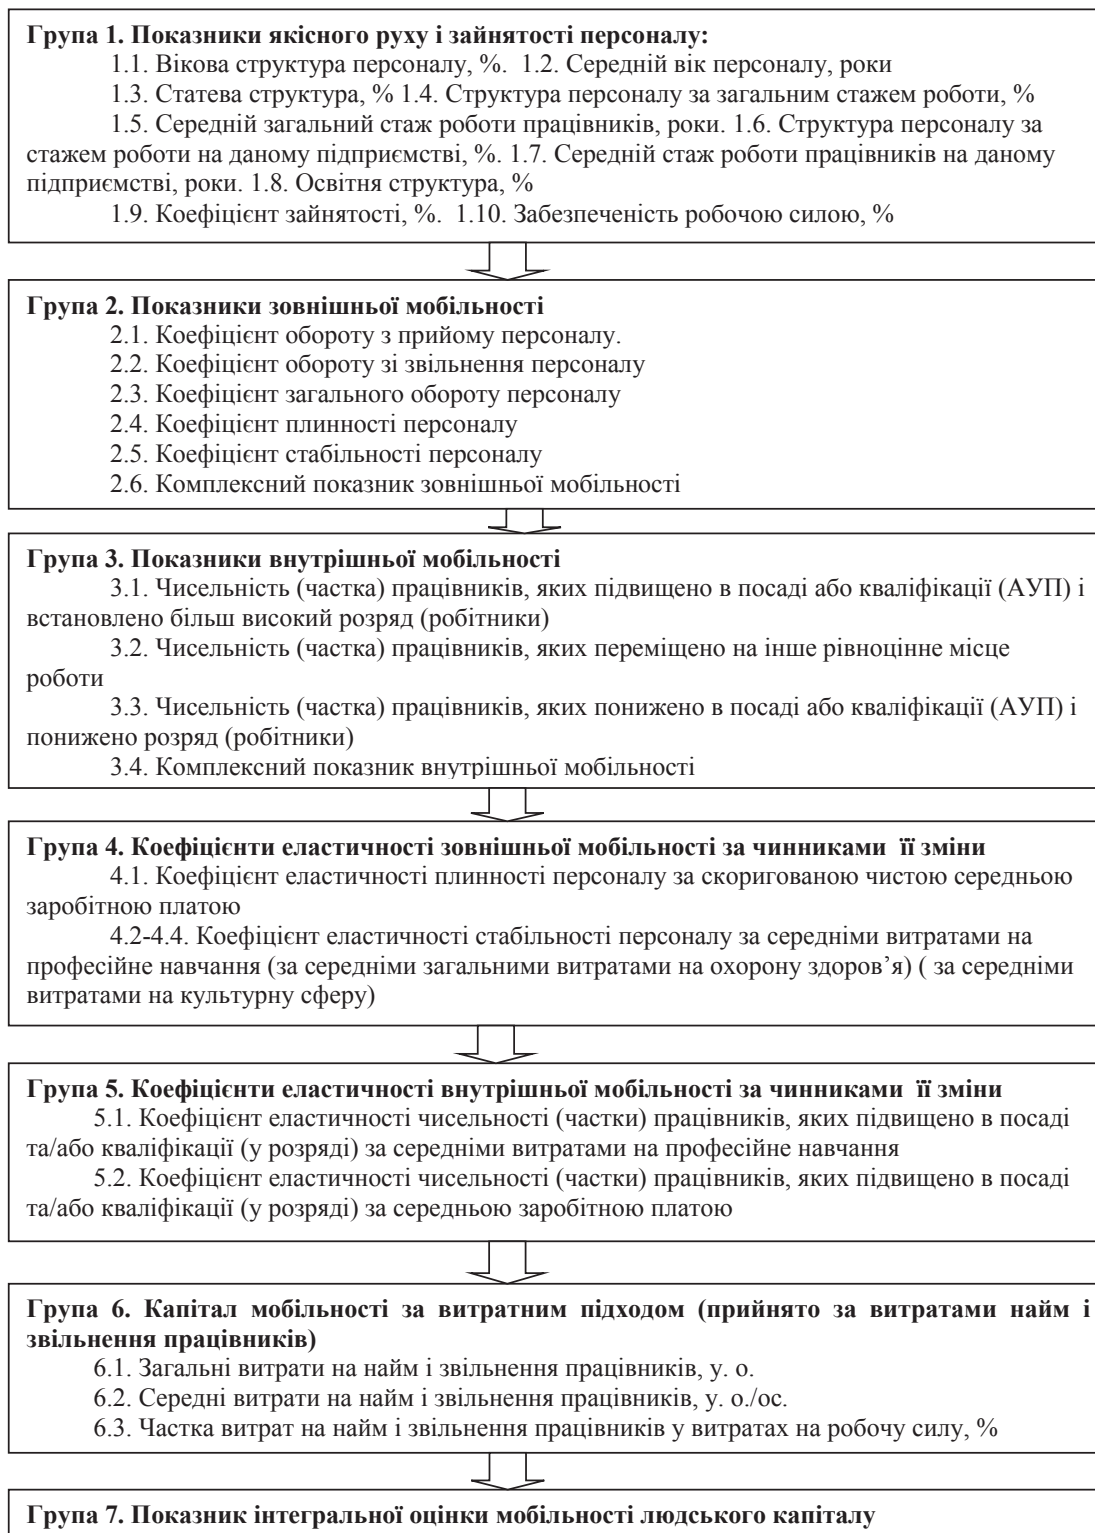 Група 1. Показники якісного руху і зайнятості персоналу:
1.1. Вікова структура персоналу, %. 1.2. Середній вік персоналу, роки
1.3. Статева структура, % 1.4. Структура персоналу за загальним стажем роботи, %
1.5. Середній загальний стаж роботи працівників, роки. 1.6. Структура персоналу за
стажем роботи на даному підприємстві, %. 1.7. Середній стаж роботи працівників на даному
підприємстві, роки. 1.8. Освітня структура, %
1.9. Коефіцієнт зайнятості, %. 1.10. Забезпеченість робочою силою, %
Група 2. Показники зовнішньої мобільності
2.1. Коефіцієнт обороту з прийому персоналу.
2.2. Коефіцієнт обороту зі звільнення персоналу
2.3. Коефіцієнт загального обороту персоналу
2.4. Коефіцієнт плинності персоналу
2.5. Коефіцієнт стабільності персоналу
2.6. Комплексний показник зовнішньої мобільності
Група 3. Показники внутрішньої мобільності
3.1. Чисельність (частка) працівників, яких підвищено в посаді або кваліфікації (АУП) і
встановлено більш високий розряд (робітники)
3.2. Чисельність (частка) працівників, яких переміщено на інше рівноцінне місце
роботи
3.3. Чисельність (частка) працівників, яких понижено в посаді або кваліфікації (АУП) і
понижено розряд (робітники)
3.4. Комплексний показник внутрішньої мобільності
Група 4. Коефіцієнти еластичності зовнішньої мобільності за чинниками її зміни
4.1. Коефіцієнт еластичності плинності персоналу за скоригованою чистою середньою
заробітною платою
4.2-4.4. Коефіцієнт еластичності стабільності персоналу за середніми витратами на
професійне навчання (за середніми загальними витратами на охорону здоров’я) ( за середніми
витратами на культурну сферу)
Група 5. Коефіцієнти еластичності внутрішньої мобільності за чинниками її зміни
5.1. Коефіцієнт еластичності чисельності (частки) працівників, яких підвищено в посаді
та/або кваліфікації (у розряді) за середніми витратами на професійне навчання
5.2. Коефіцієнт еластичності чисельності (частки) працівників, яких підвищено в посаді
та/або кваліфікації (у розряді) за середньою заробітною платою
Група 6. Капітал мобільності за витратним підходом (прийнято за витратами найм і
звільнення працівників)
6.1. Загальні витрати на найм і звільнення працівників, у. о.
6.2. Середні витрати на найм і звільнення працівників, у. о./ос.
6.3. Частка витрат на найм і звільнення працівників у витратах на робочу силу, %
Група 7. Показник інтегральної оцінки мобільності людського капіталу